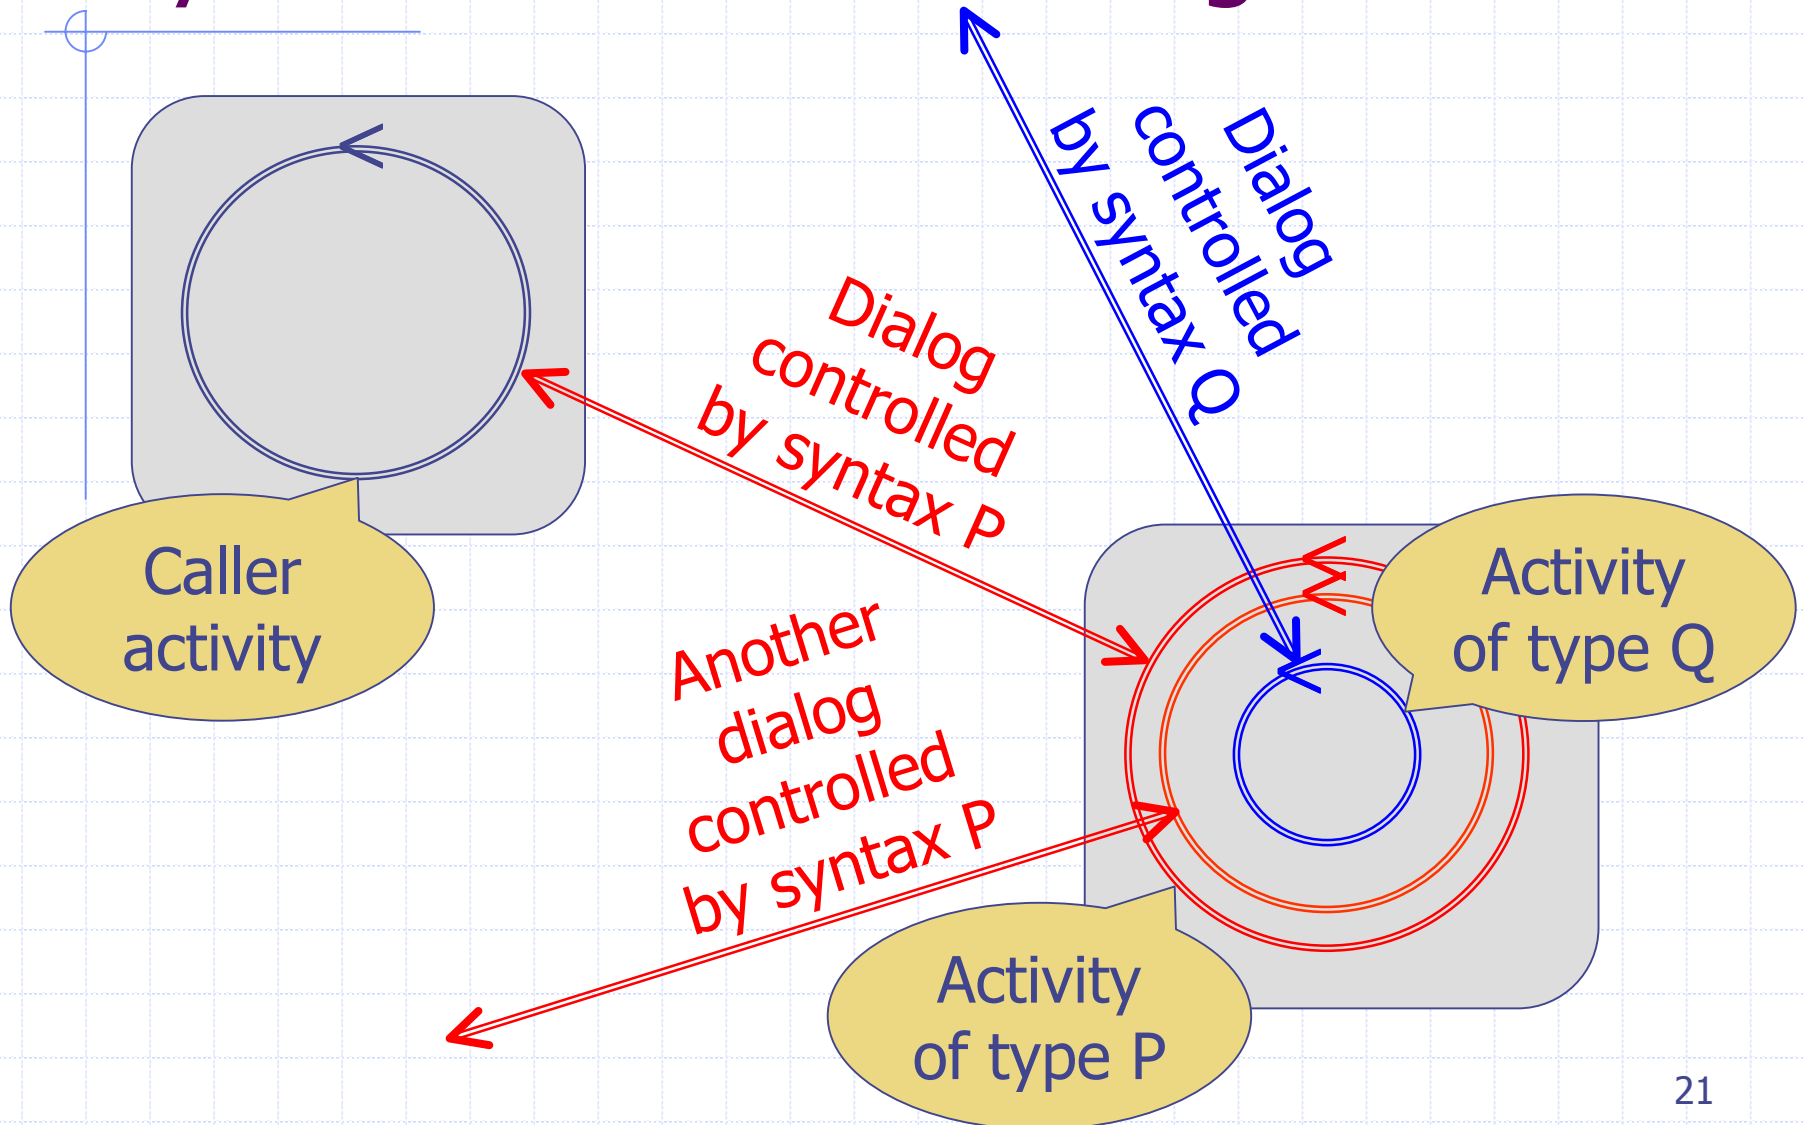 Dialog
controlled
by syntax Q
Dialog
controlled
by syntax P
Caller
activity
Activity
of type Q
Another
dialog
controlled
by syntax P
Activity
of type P
21